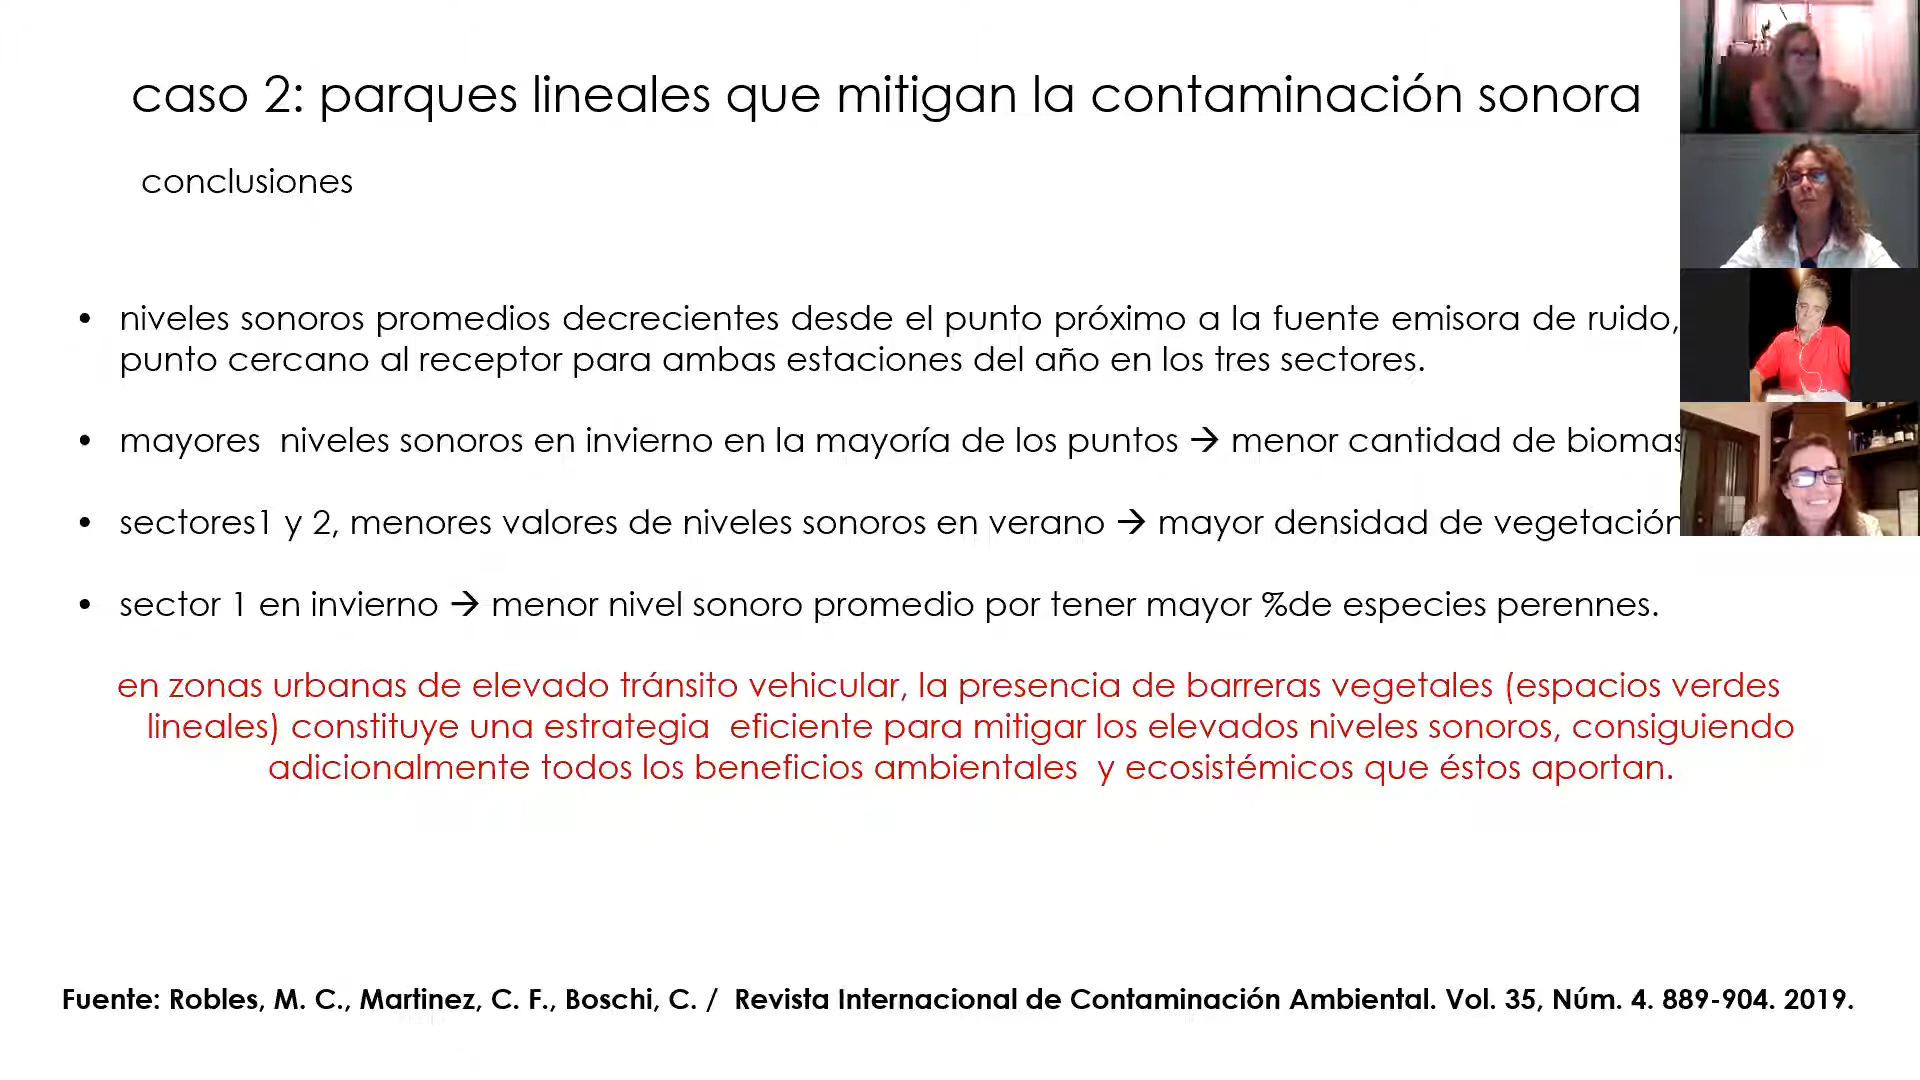 caso 2: parques lineales que mitigan la contaminación sonora
conclusiones
• niveles sonoros promedios decrecientes desde el punto próximo a la fuente emisora de ruido,
punto cercano al receptor para ambas estaciones del año en los tres sectores.
• mayores niveles sonoros en invierno en la mayoría de los puntos → menor cantidad de
• sectores1 y 2, menores valores de niveles sonoros en verano → mayor densidad de vegetación
• sector 1 en invierno → menor nivel sonoro promedio por tener mayor %de especies perennes.
en zonas urbanas de elevado tránsito vehicular, la presencia de barreras vegetales (espacios verdes
lineales) constituye una estrategia eficiente para mitigar los elevados niveles sonoros, consiguiendo
adicionalmente todos los beneficios ambientales y ecosistémicos que éstos aportan.
Fuente: Robles, M. C., Martinez, C. F., Boschi, C. / Revista Internacional de Contaminación Ambiental. Vol. 35, Núm. 4. 889-904. 2019.